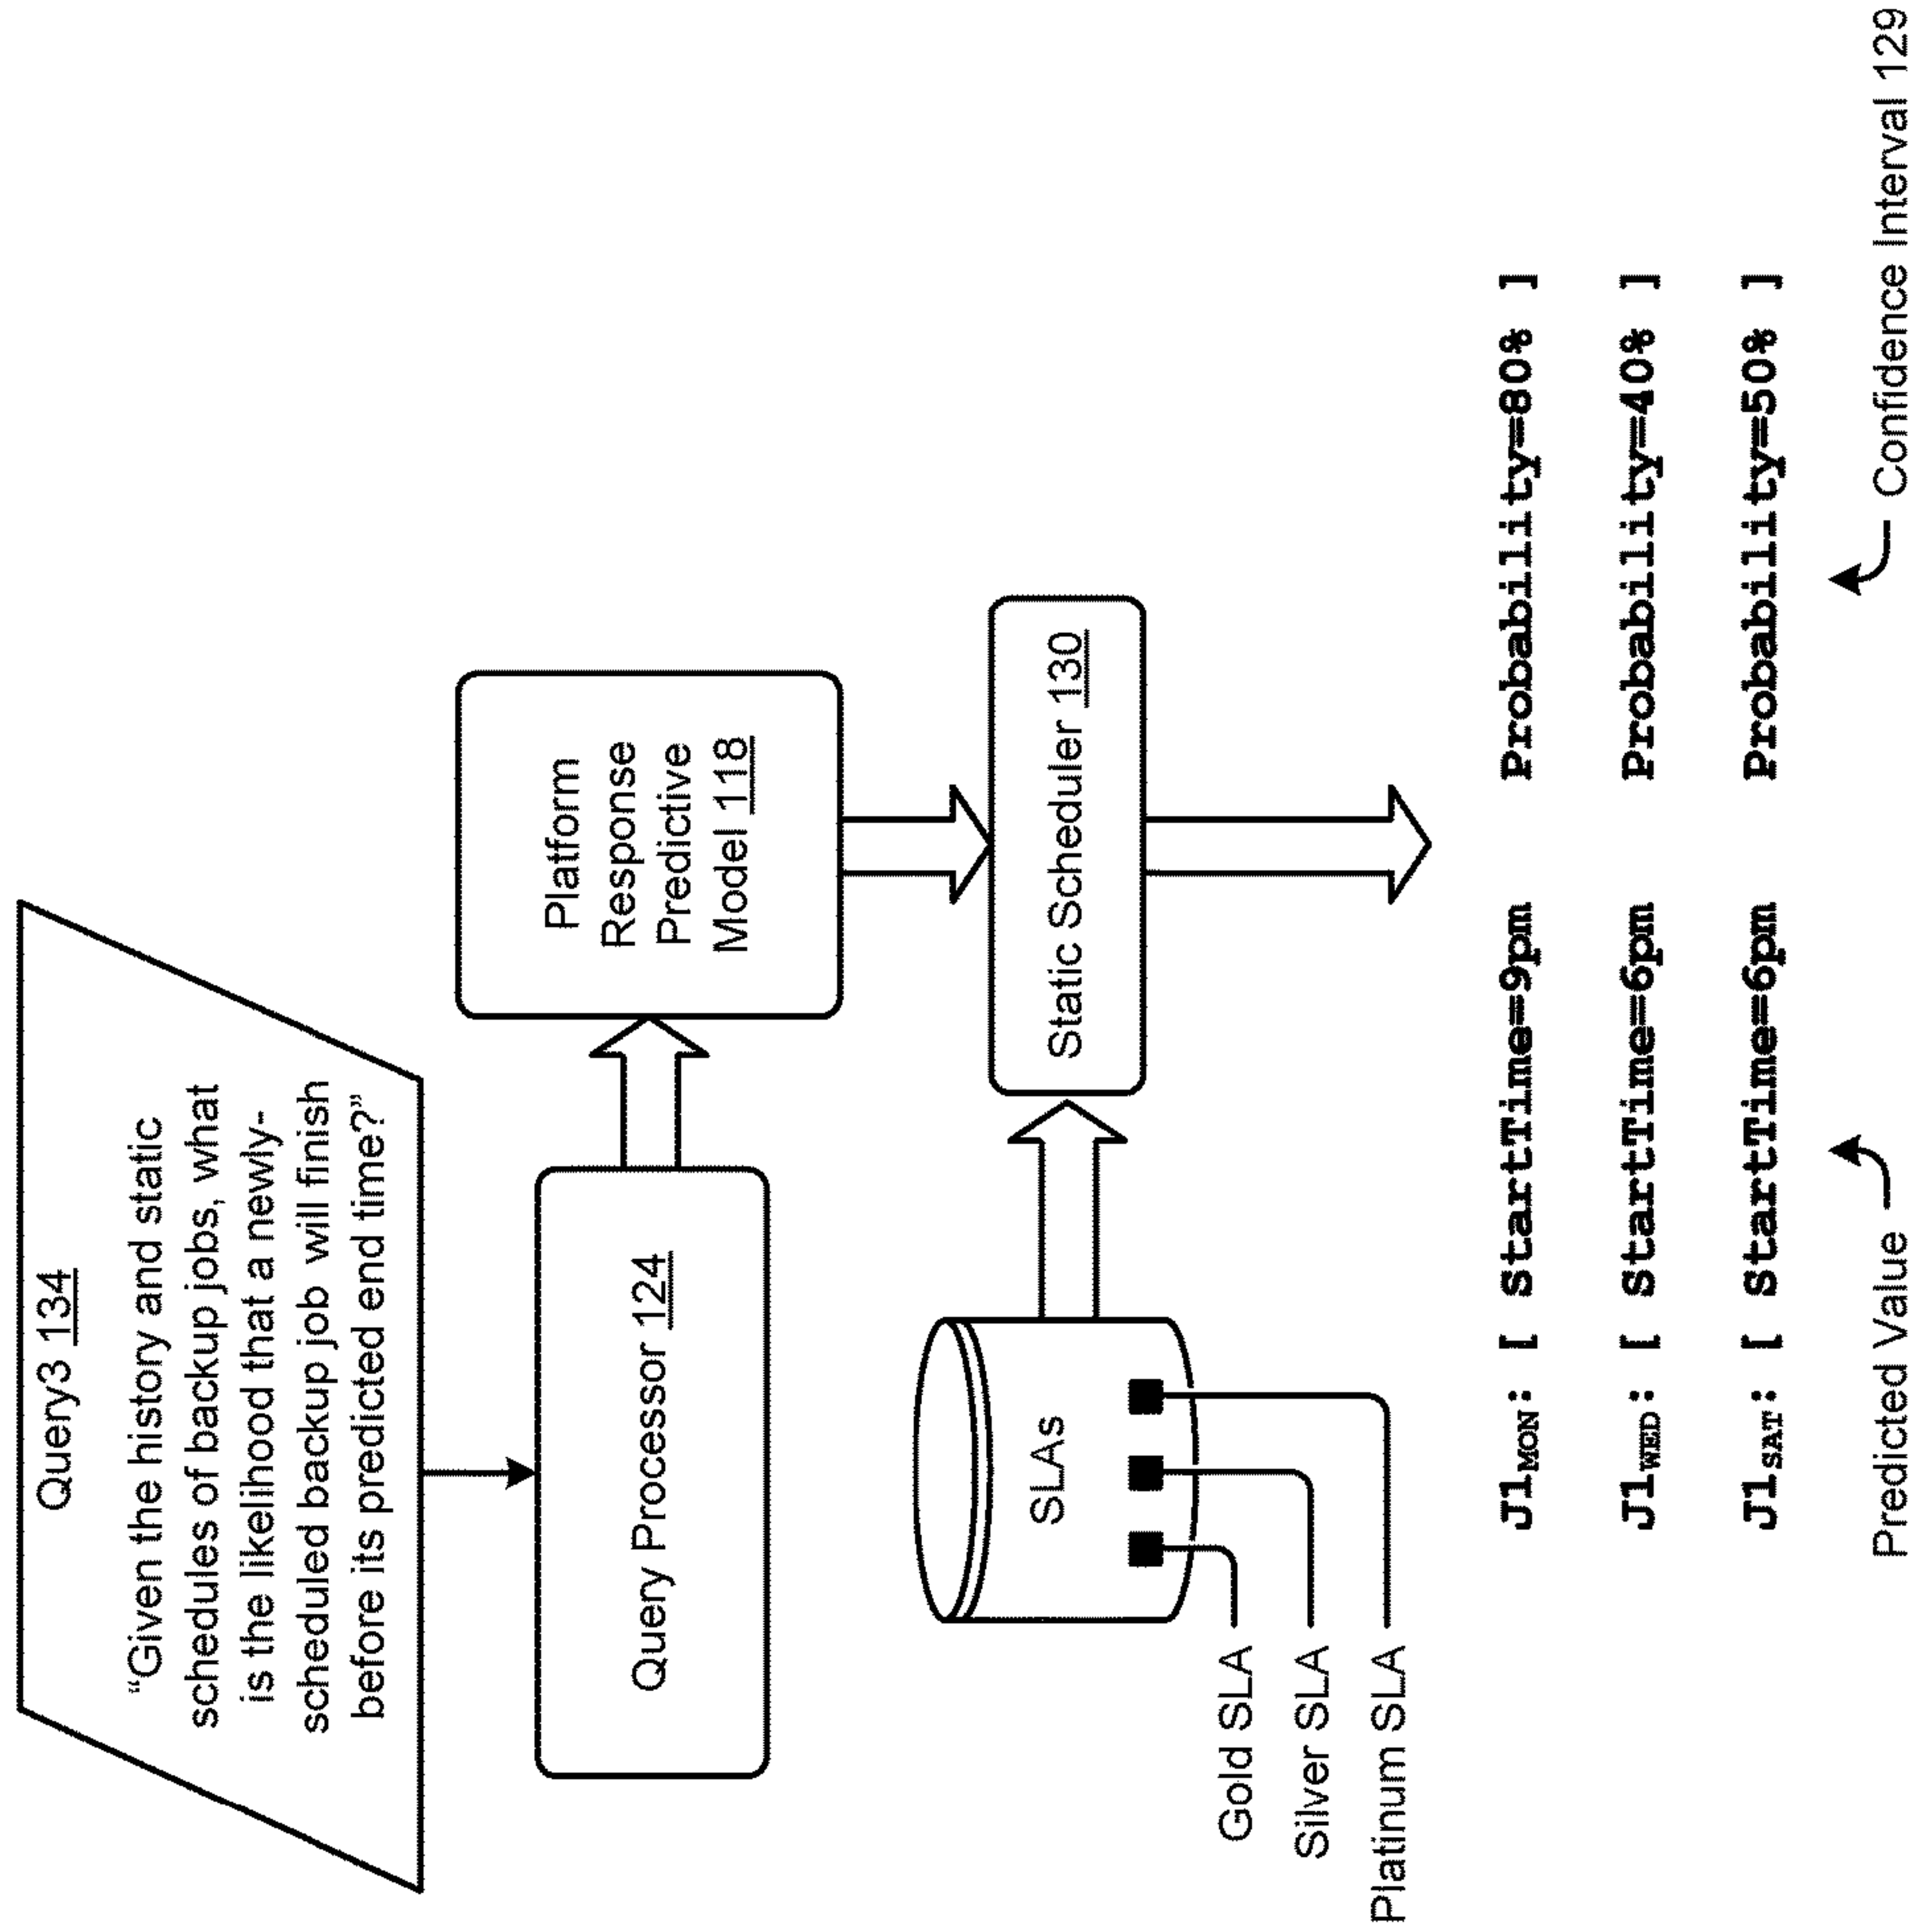 Query3 134
“Given the history and static
schedules of backup jobs, what
is the likelihood that a newly-
scheduled backup job will finish
before its predicted end time?”
Query Processor 124
Platform
Response
Predictive
Model 118
SLAs
Gold SLA
Silver SLA
Platinum SLA
Static Scheduler 130
J1MON: [ StartTime=9pm Probability=80% ]
J1WED: [ StartTime=6pm Probability=40% ]
J1SAT: [ StartTime=6pm Probability=50% ]
Predicted Value
Confidence Interval 129